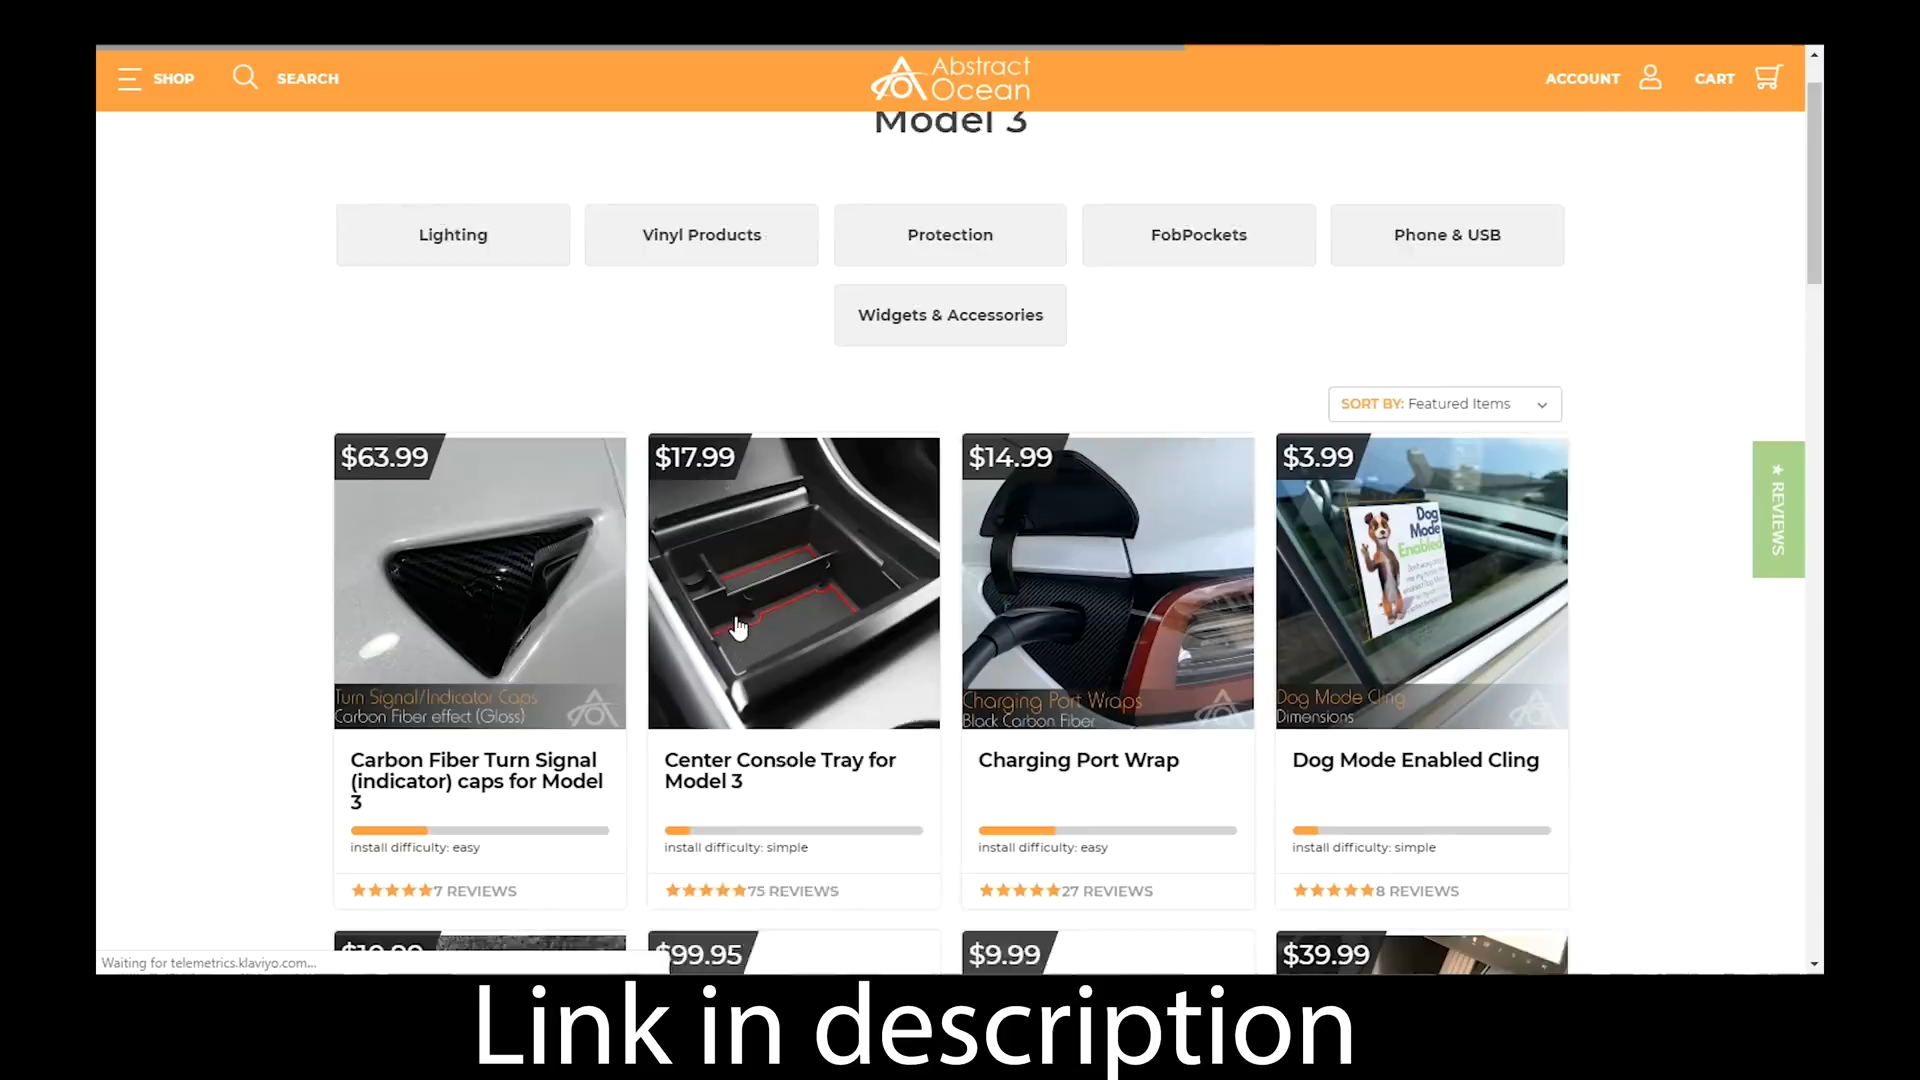 SHOP
SEARCH
Abstract
Ocean
ACCOUNT
CART
Model 3
Lighting
Vinyl Products
Protection
FobPockets
Phone & USB
Widgets & Accessories
SORT BY: Featured Items
★ REVIEWS
$63.99
$17.99
$14.99
$3.99
Dog
Mode
Enabled
Turn Signal/Indicator Caps
Carbon Fiber effect (Gloss)
Charging Port Wraps
Black Carbon Fiber
Dog Mode Cling
Dimensions
Carbon Fiber Turn Signal
(indicator) caps for Model
3
install difficulty: easy
★★★★★7 REVIEWS
Center Console Tray for
Model 3
install difficulty: simple
★★★★★75 REVIEWS
Charging Port Wrap
install difficulty: easy
★★★★★27 REVIEWS
Dog Mode Enabled Cling
install difficulty: simple
★★★★★8 REVIEWS
$99.95
$9.99
$39.99
Waiting for telemetrics.klaviyo.com...
Link in description